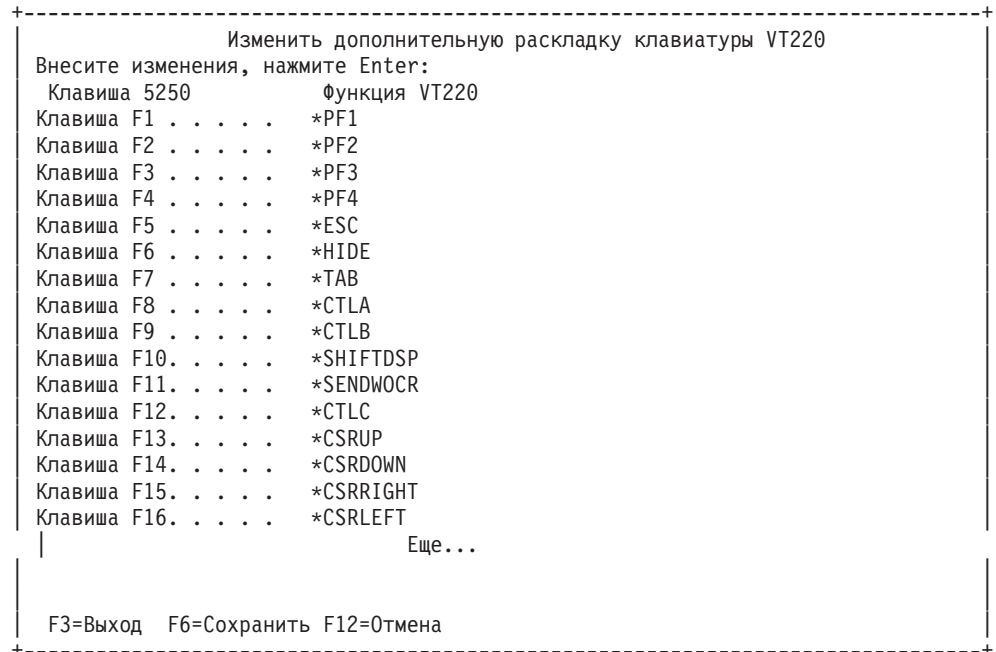 Изменить дополнительную раскладку клавиатуры VT220
Внесите изменения, нажмите Enter:
Клавиша 5250 Функция VT220
Клавиша F1 . . . . . *PF1
Клавиша F2 . . . . . *PF2
Клавиша F3 . . . . . *PF3
Клавиша F4 . . . . . *PF4
Клавиша F5 . . . . . *ESC
Клавиша F6 . . . . . *HIDE
Клавиша F7 . . . . . *TAB
Клавиша F8 . . . . . *CTLA
Клавиша F9 . . . . . *CTLB
Клавиша F10. . . . . *SHIFTDSP
Клавиша F11. . . . . *SENDWOCR
Клавиша F12. . . . . *CTLC
Клавиша F13. . . . . *CSRUP
Клавиша F14. . . . . *CSRDOWN
Клавиша F15. . . . . *CSRRIGHT
Клавиша F16. . . . . *CSRLEFT
Еще...
F3=Выход F6=Сохранить F12=Отмена